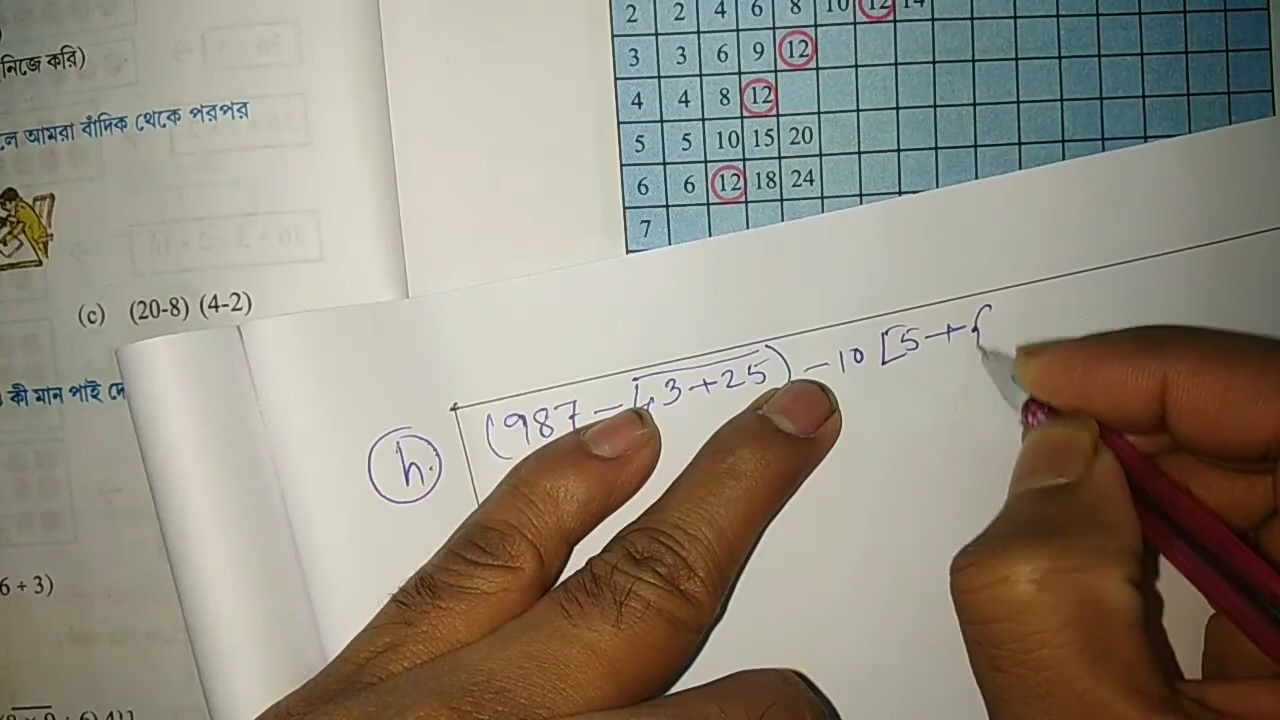 নিজে করি)
আমরা বাঁদিক থেকে পরপর
(c) (20-8) (4-2)
কী মান পাই
6 + 3)
2 2 4 6 8 10 12 14
3 3 6 9 12
4 4 8 12
5 5 10 15 20
6 6 12 18 24
7
h. (987 - 43+25) - 10 [5+{